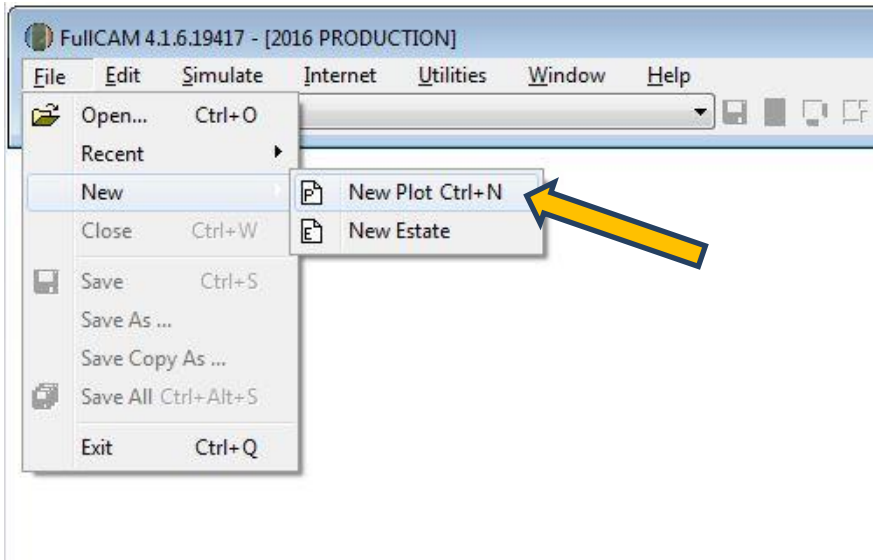 FullCAM 4.1.6.19417 - [2016 PRODUCTION]
File Edit Simulate Internet Utilities Window Help
Open... Ctrl+O
Recent
New
New Plot Ctrl+N
New Estate
Close Ctrl+W
Save Ctrl+S
Save As ...
Save Copy As ...
Save All Ctrl+Alt+S
Exit Ctrl+Q